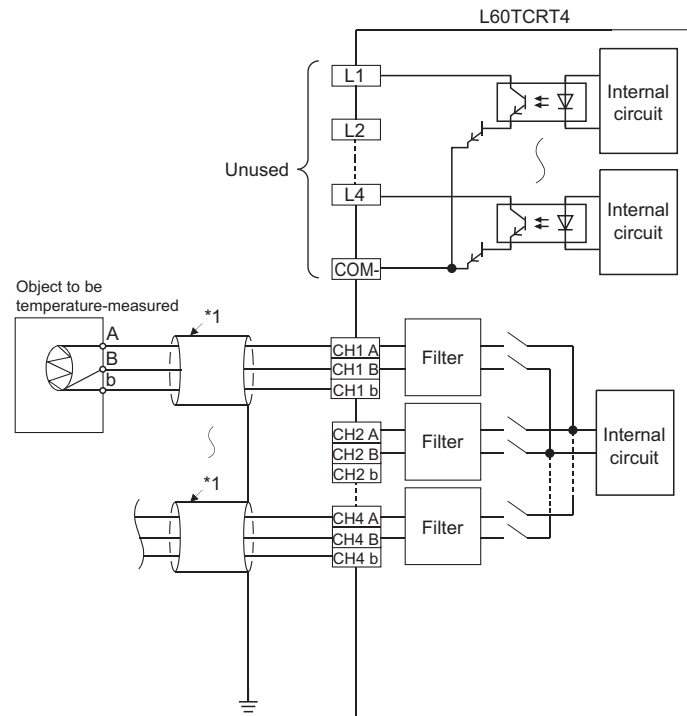 L60TCRT4
L1
L2
L4
COM-
Unused
Internal
circuit
Internal
circuit
Object to be
temperature-measured
*1
A
B
b
CH1 A
CH1 B
CH1 b
Filter
CH2 A
CH2 B
CH2 b
Filter
Internal
circuit
*1
CH4 A
CH4 B
CH4 b
Filter